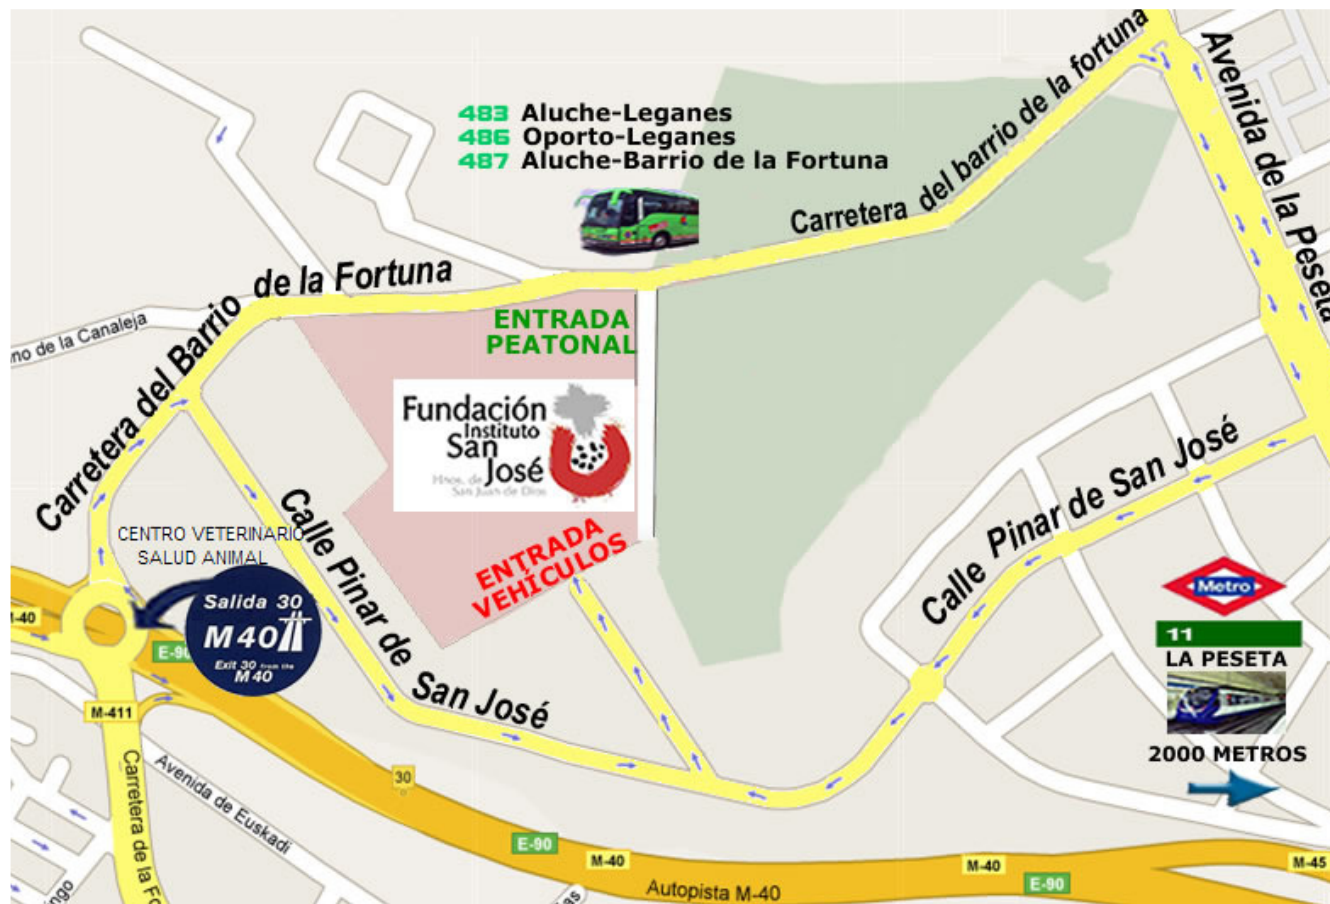 483 Aluche-Leganes
486 Oporto-Leganes
487 Aluche-Barrio de la Fortuna
Carretera del barrio de la fortuna
Avenida de la Peseta
Carretera del Barrio de la Fortuna
no de la Canaleja
ENTRADA
PEATONAL
Fundación
Instituto
San
José
Hnos. de
San Juan de Dios
ENTRADA
VEHÍCULOS
Calle Pinar de San José
Calle Pinar de San José
CENTRO VETERINARIO
SALUD ANIMAL
Salida 30
M40
Exit 30 from the
M40
-40
E-90
M-411
Carretera de la Fo
Avenida de Euskadi
30
E-90
M-40
Autopista M-40
M-40
E-90
M-45
ngo
as
Metro
11
LA PESETA
2000 METROS